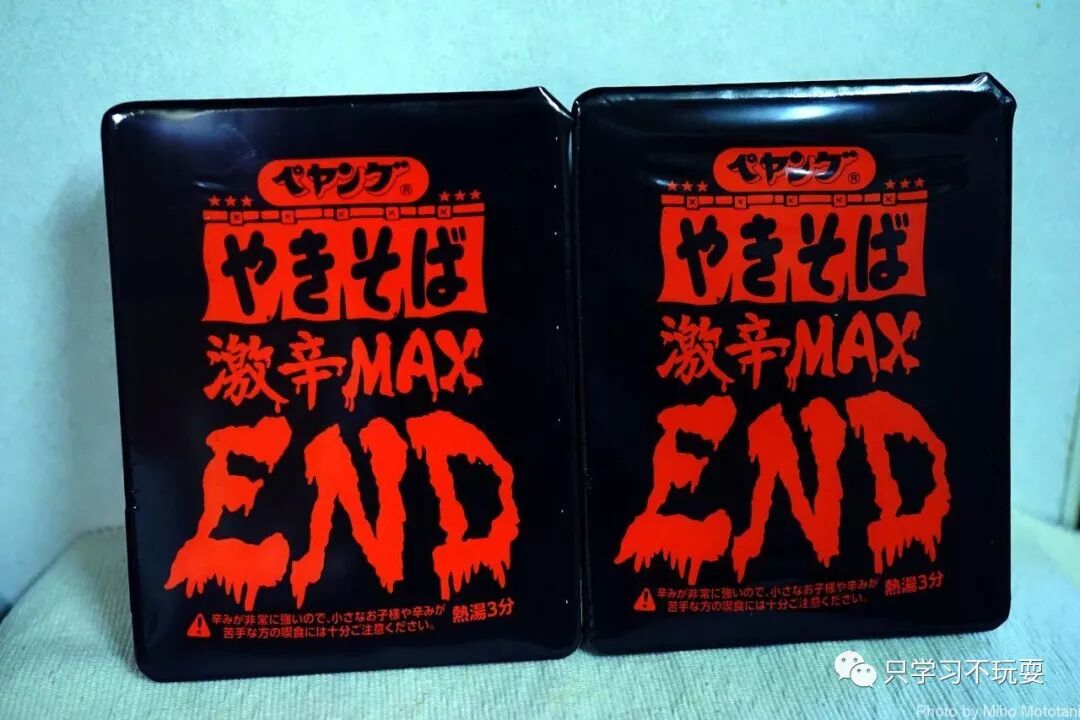 ペヤング®
やきそば
激辛MAX
END
⚠辛みが非常に強いので、小さなお子様や辛みが
苦手な方の喫食には十分ご注意ください。
熱湯3分
ペヤング®
やきそば
激辛MAX
END
⚠辛みが非常に強いので、小さなお子様や辛みが
苦手な方の喫食には十分ご注意ください。
熱湯3分
只学习不玩耍
Photo by Miho Mototani